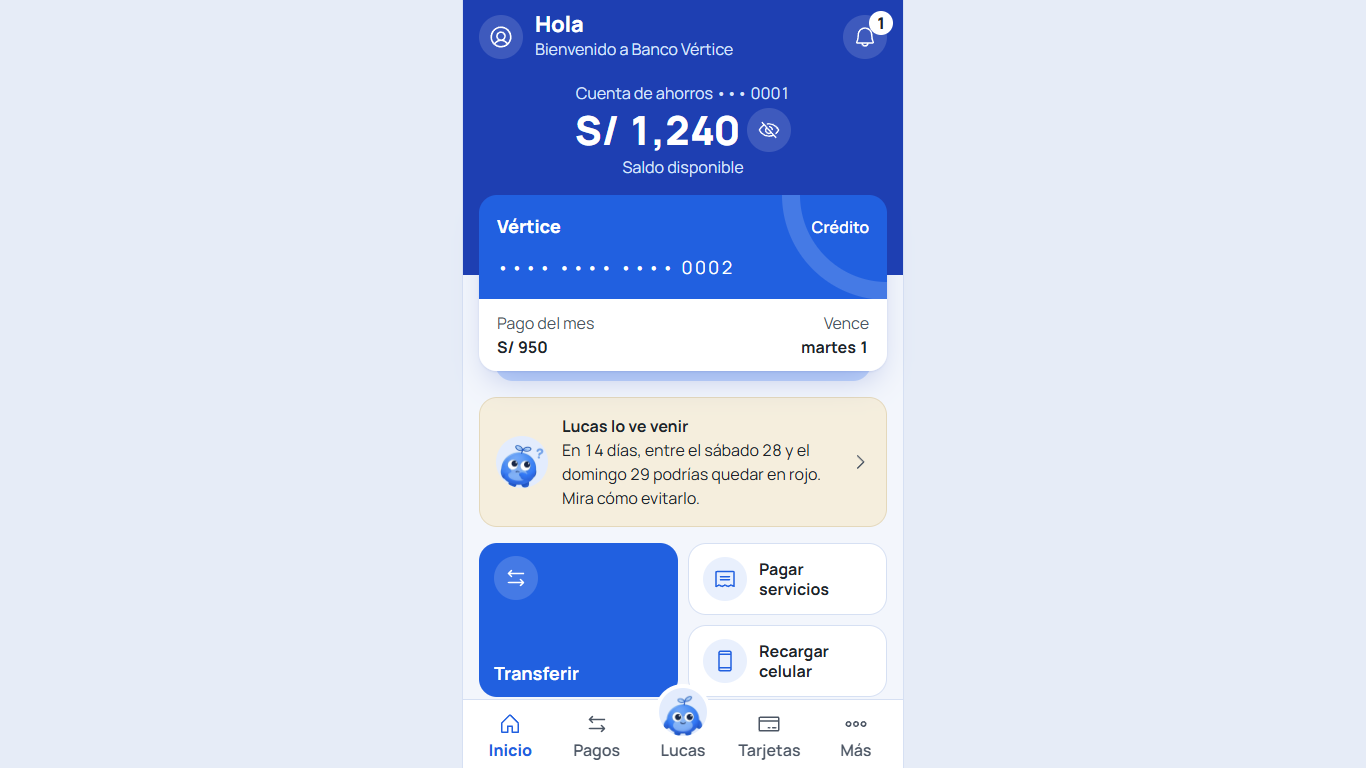 Hola
1
Bienvenido a Banco Vértice
Cuenta de ahorros ••• 0001
S/ 1,240
Saldo disponible
Vértice
Crédito
•••• •••• •••• 0002
Pago del mes
Vence
S/ 950
martes 1
Lucas lo ve venir
En 14 días, entre el sábado 28 y el
domingo 29 podrías quedar en rojo.
Mira cómo evitarlo.
?
Transferir
Pagar
servicios
Recargar
celular
Inicio
Pagos
Lucas
Tarjetas
Más